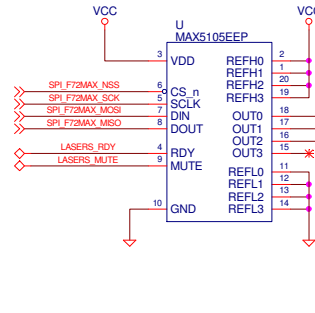 VCC
VCC
U
MAX5105EEP
3 VDD REFH0 2
REFH1 1
REFH2 20
REFH3 19
SPI_F72MAX_NSS 6 CS_n
SPI_F72MAX_SCK 5 SCLK OUT0 18
SPI_F72MAX_MOSI 7 DIN OUT1 17
SPI_F72MAX_MISO 8 DOUT OUT2 16
OUT3 15
LASERS_RDY 4 RDY
LASERS_MUTE 9 MUTE REFL0 11
REFL1 12
REFL2 13
10 GND REFL3 14